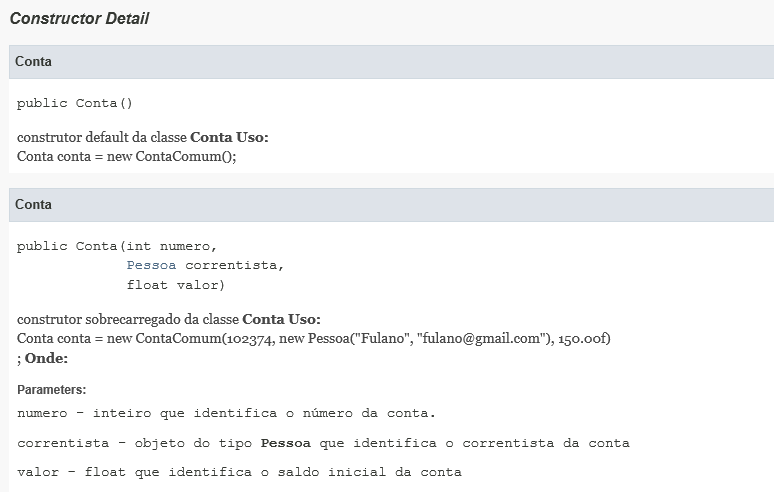 Constructor Detail
Conta
public Conta()
construtor default da classe Conta Uso:
Conta conta = new ContaComum();
Conta
public Conta(int numero,
Pessoa correntista,
float valor)
construtor sobrecarregado da classe Conta Uso:
Conta conta = new ContaComum(102374, new Pessoa("Fulano", "fulano@gmail.com"), 150.00f)
; Onde:
Parameters:
numero - inteiro que identifica o número da conta.
correntista - objeto do tipo Pessoa que identifica o correntista da conta
valor - float que identifica o saldo inicial da conta